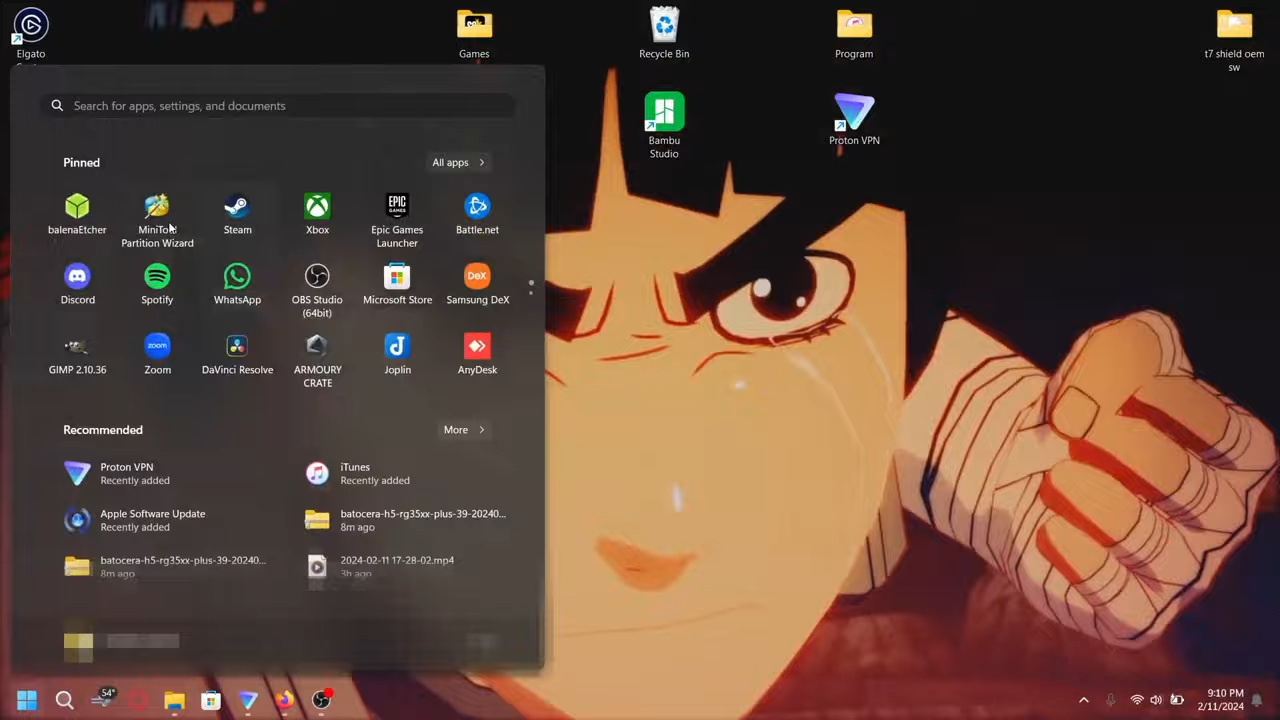 Elgato
Games
Recycle Bin
Program
t7 shield oem
sw
Search for apps, settings, and documents
Bambu
Studio
Proton VPN
Pinned
All apps
balenaEtcher
MiniTool
Partition Wizard
Steam
Xbox
EPIC
GAMES
Epic Games
Launcher
Battle.net
Discord
Spotify
WhatsApp
OBS Studio
(64bit)
Microsoft Store
DeX
Samsung DeX
GIMP 2.10.36
zoom
Zoom
DaVinci Resolve
ARMOURY
CRATE
Joplin
AnyDesk
Recommended
More
Proton VPN
Recently added
iTunes
Recently added
Apple Software Update
Recently added
batocera-h5-rg35xx-plus-39-20240...
8m ago
batocera-h5-rg35xx-plus-39-20240...
8m ago
2024-02-11 17-28-02.mp4
3h ago
54°
9:10 PM
2/11/2024